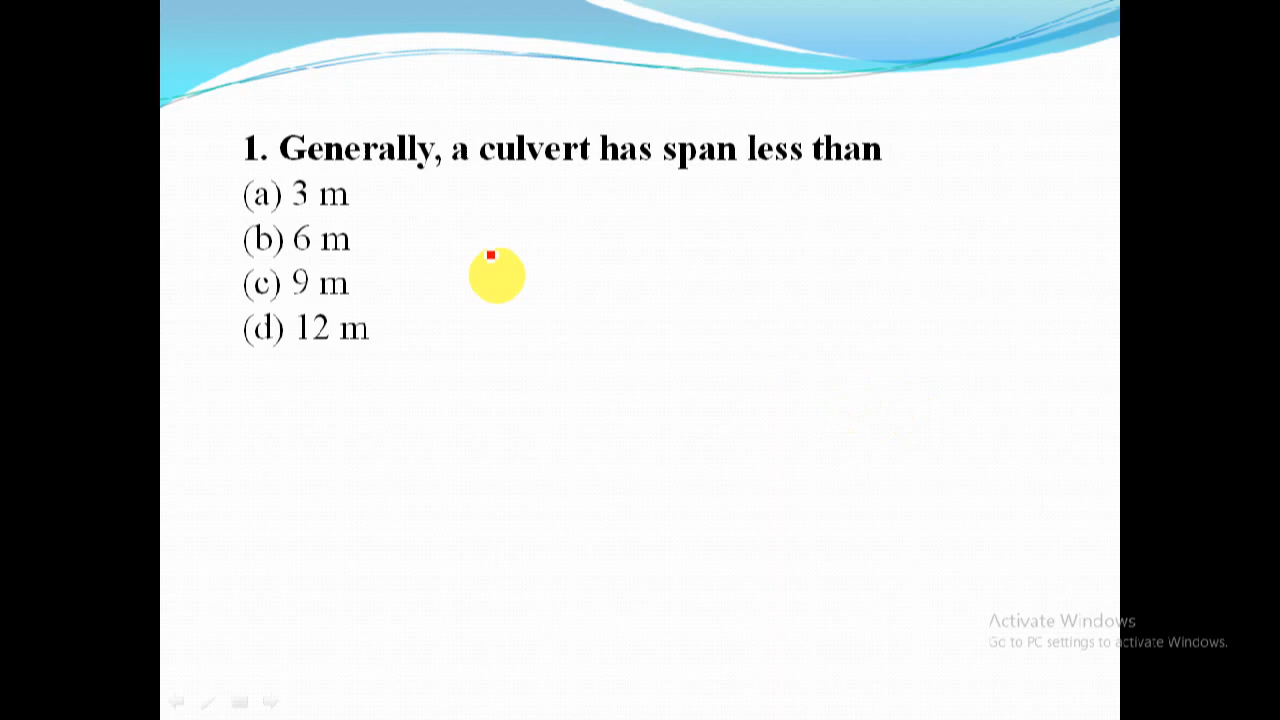 1. Generally, a culvert has span less than
(a) 3 m
(b) 6 m
(c) 9 m
(d) 12 m
Activate Windows
Go to PC settings to activate Windows.